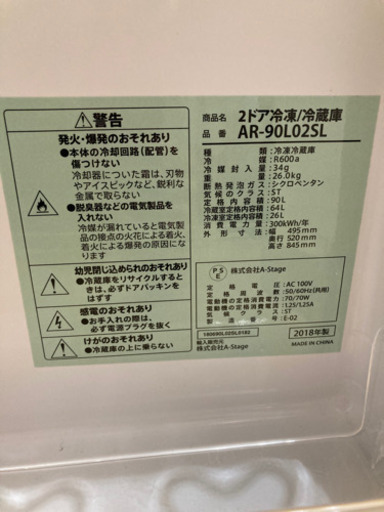 警告
発火・爆発のおそれあり
●本体の冷却回路(配管)を
傷つけない
冷却器についた霜は、刃物
やアイスピックなど、鋭利な
金属で取らない。
●脱臭器などの電気製品を
入れない
冷媒が漏れていると電気製
品の接点の火花による着火、
着火による爆発の原因にな
ります。
幼児閉じ込められのおそれあり
●冷蔵庫をリサイクルすると
きは、必ずドアパッキンを
はずす
感電のおそれあり
●お手入れのときは、
必ず電源プラグを抜く
けがのおそれあり
●冷蔵庫の上に乗らない
商品名 2ドア冷凍/冷蔵庫
品番 AR-90L02SL
種類 :冷凍冷蔵庫
冷媒 :R600a
冷媒封入量 :34g
質量 :26.0kg
断熱発泡ガス :シクロペンタン
気候のクラス :ST
定格内容積 :90L
冷蔵室定格内容積 :64L
冷凍室定格内容積 :26L
消費電力量 :300kWh/年
外形寸法 :幅 495mm
奥行 520mm
高さ 845mm
PSE 株式会社A-Stage
定格電圧 :AC 100V
定格周波数 :50/60Hz(共用)
電動機の定格消費電力 :70/70W
電動機の定格電流 :1.25/1.25A
気候クラス :ST
製造番号 :E-02
輸入販売元
株式会社A-Stage
2018年製
MADE IN CHINA